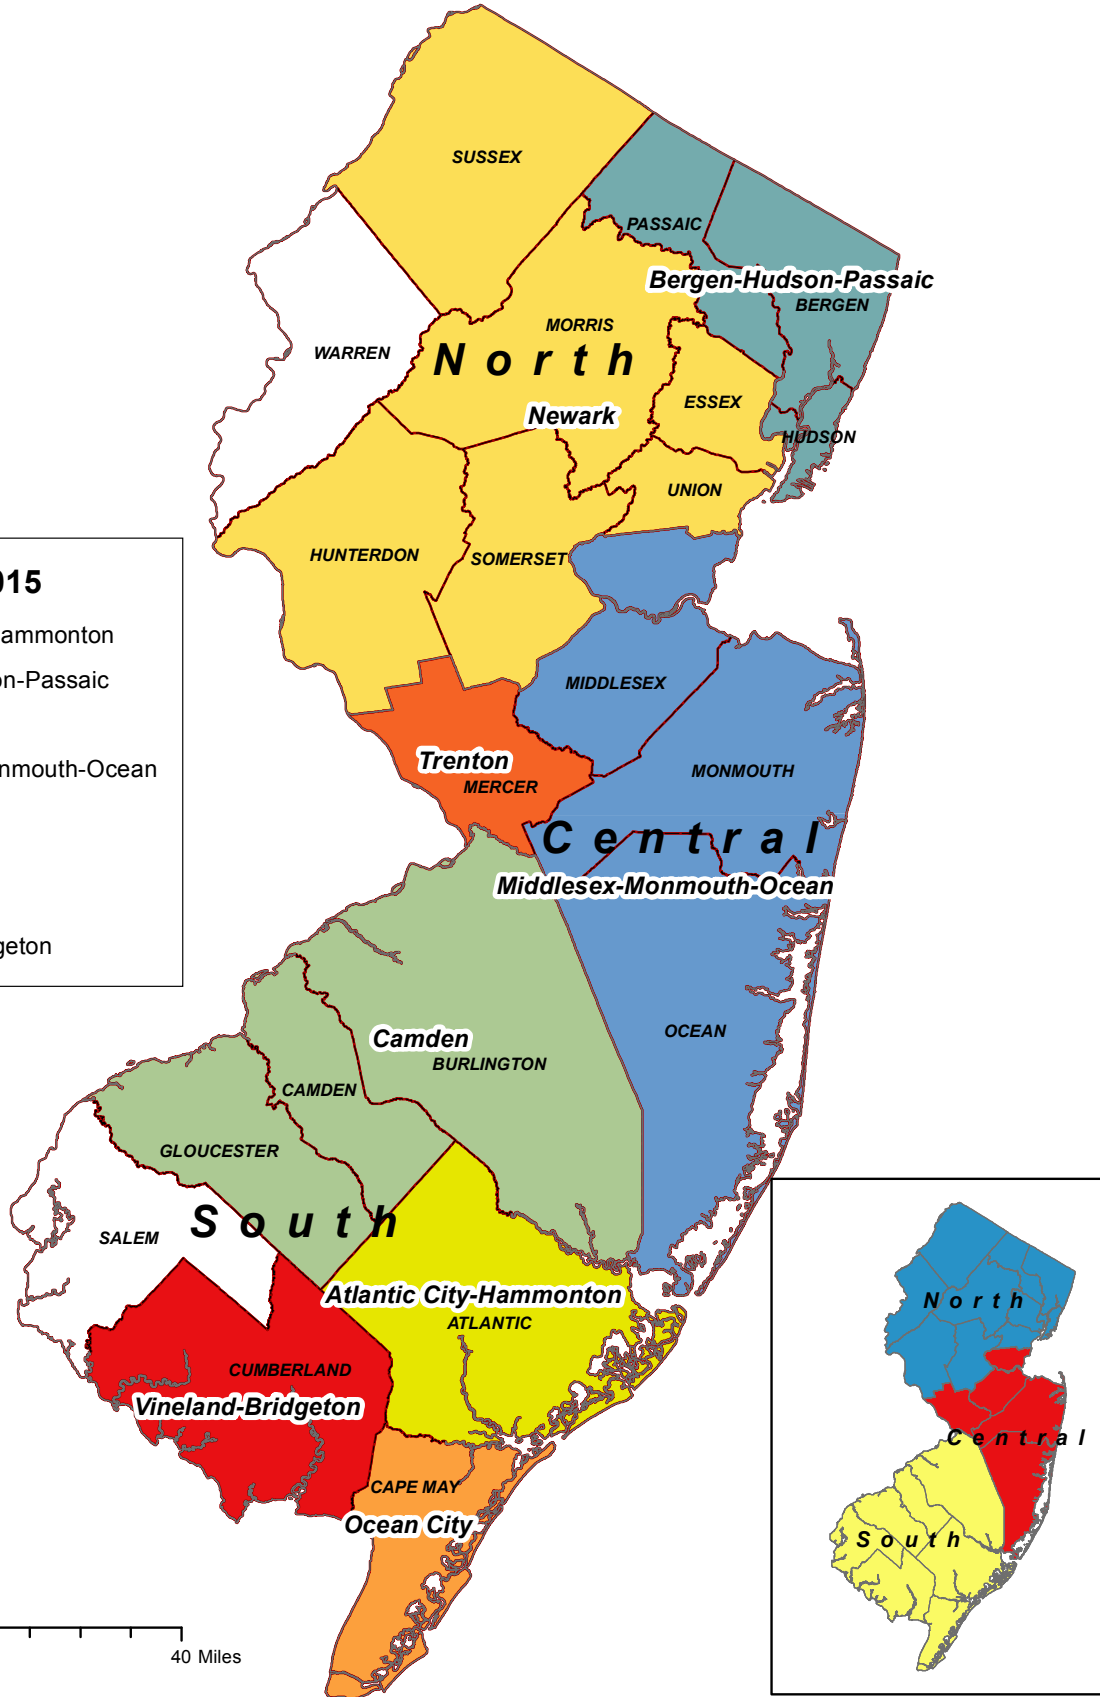 SUSSEX
PASSAIC
Bergen-Hudson-Passaic
BERGEN
MORRIS
WARREN
North
ESSEX
Newark
HUDSON
UNION
HUNTERDON
SOMERSET
015
ammonton
on-Passaic
nmouth-Ocean
geton
MIDDLESEX
Trenton
MERCER
MONMOUTH
Central
Middlesex-Monmouth-Ocean
OCEAN
Camden
BURLINGTON
CAMDEN
GLOUCESTER
South
SALEM
Atlantic City-Hammonton
ATLANTIC
CUMBERLAND
Vineland-Bridgeton
CAPE MAY
Ocean City
North
Central
South
40 Miles